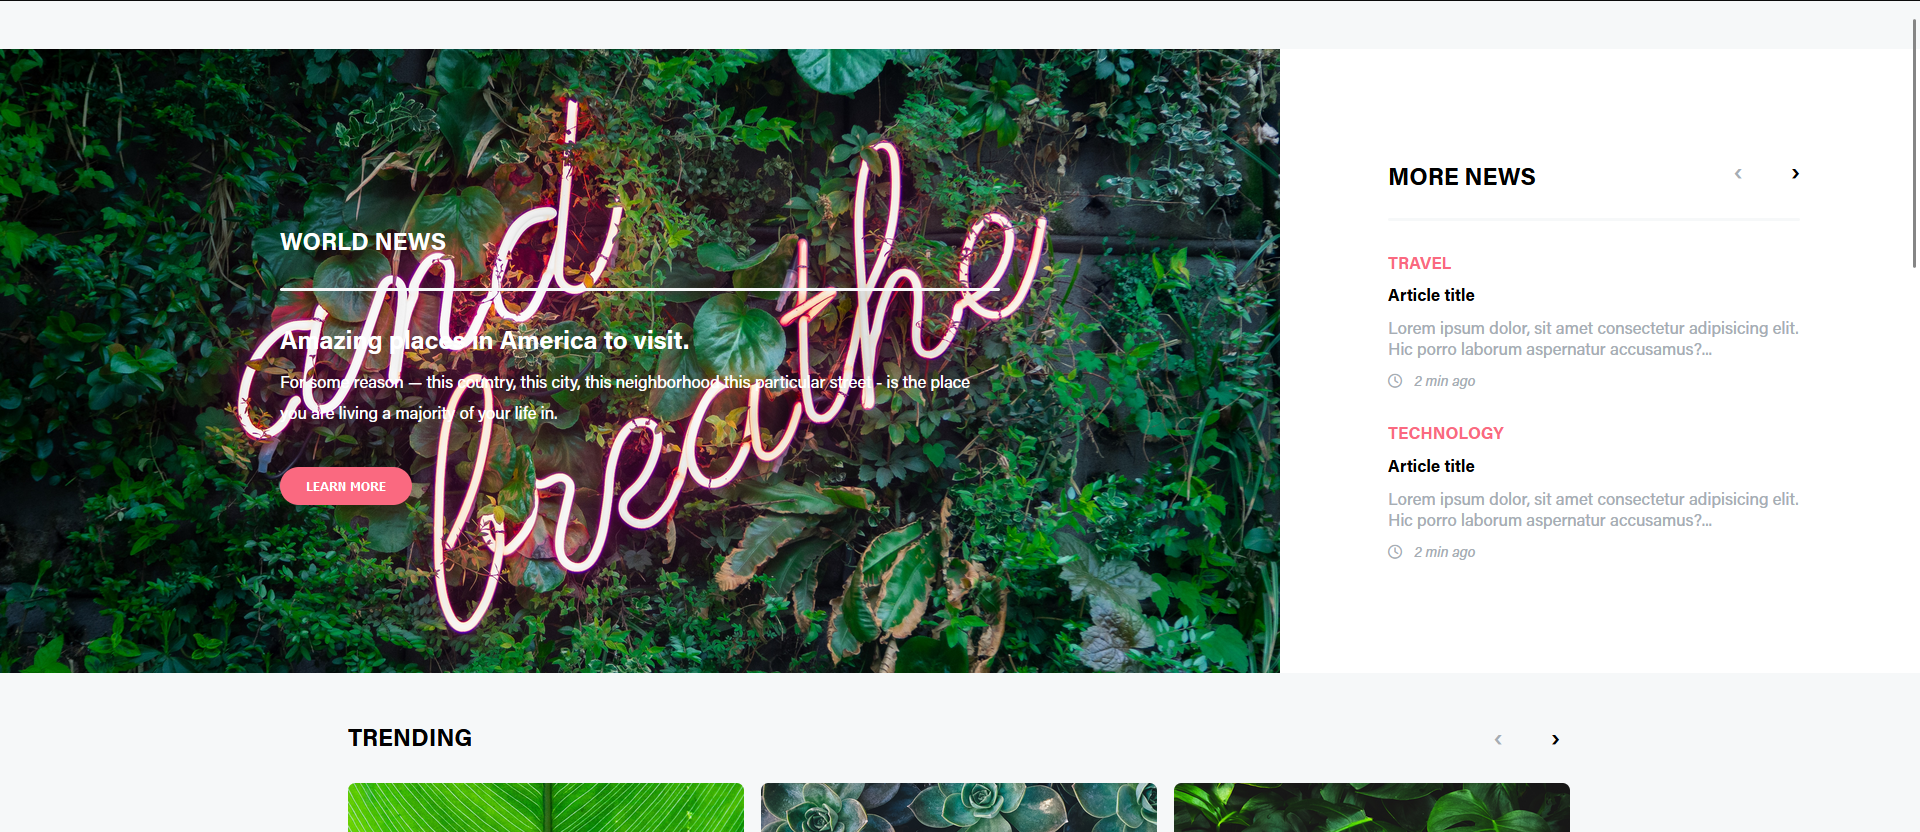 and
breathe
WORLD NEWS
Amazing places in America to visit.
For some reason — this country, this city, this neighborhood this particular street - is the place
you are living a majority of your life in.
LEARN MORE
MORE NEWS
TRAVEL
Article title
Lorem ipsum dolor, sit amet consectetur adipisicing elit.
Hic porro laborum aspernatur accusamus?...
2 min ago
TECHNOLOGY
Article title
Lorem ipsum dolor, sit amet consectetur adipisicing elit.
Hic porro laborum aspernatur accusamus?...
2 min ago
TRENDING